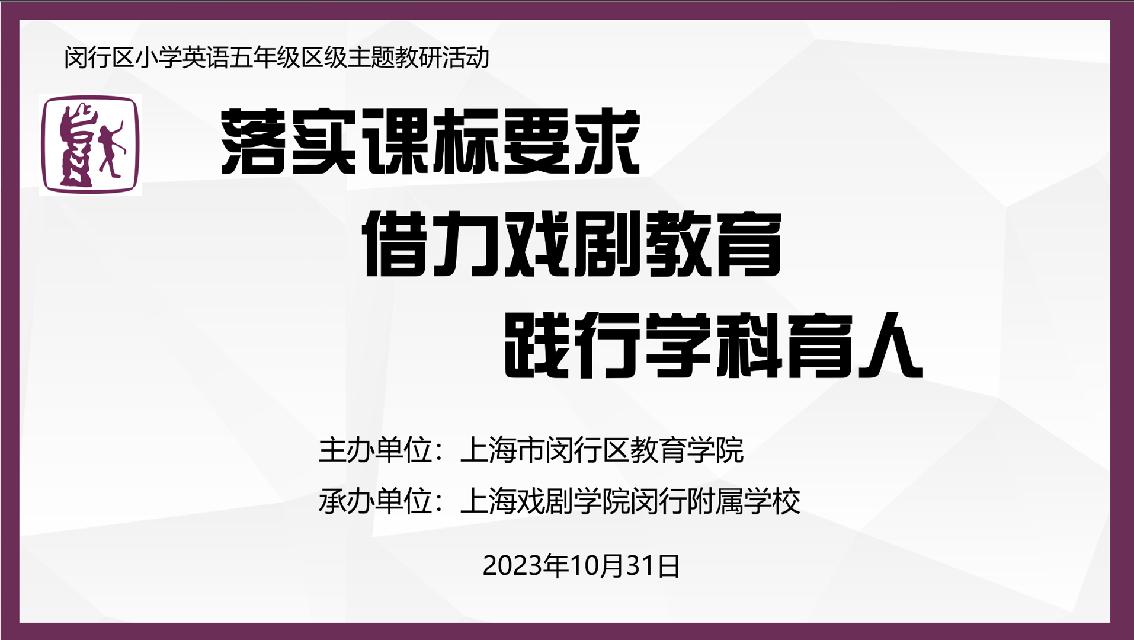 闵行区小学英语五年级区级主题教研活动
落实课标要求
借力戏剧教育
践行学科育人
主办单位：上海市闵行区教育学院
承办单位：上海戏剧学院闵行附属学校
2023年10月31日